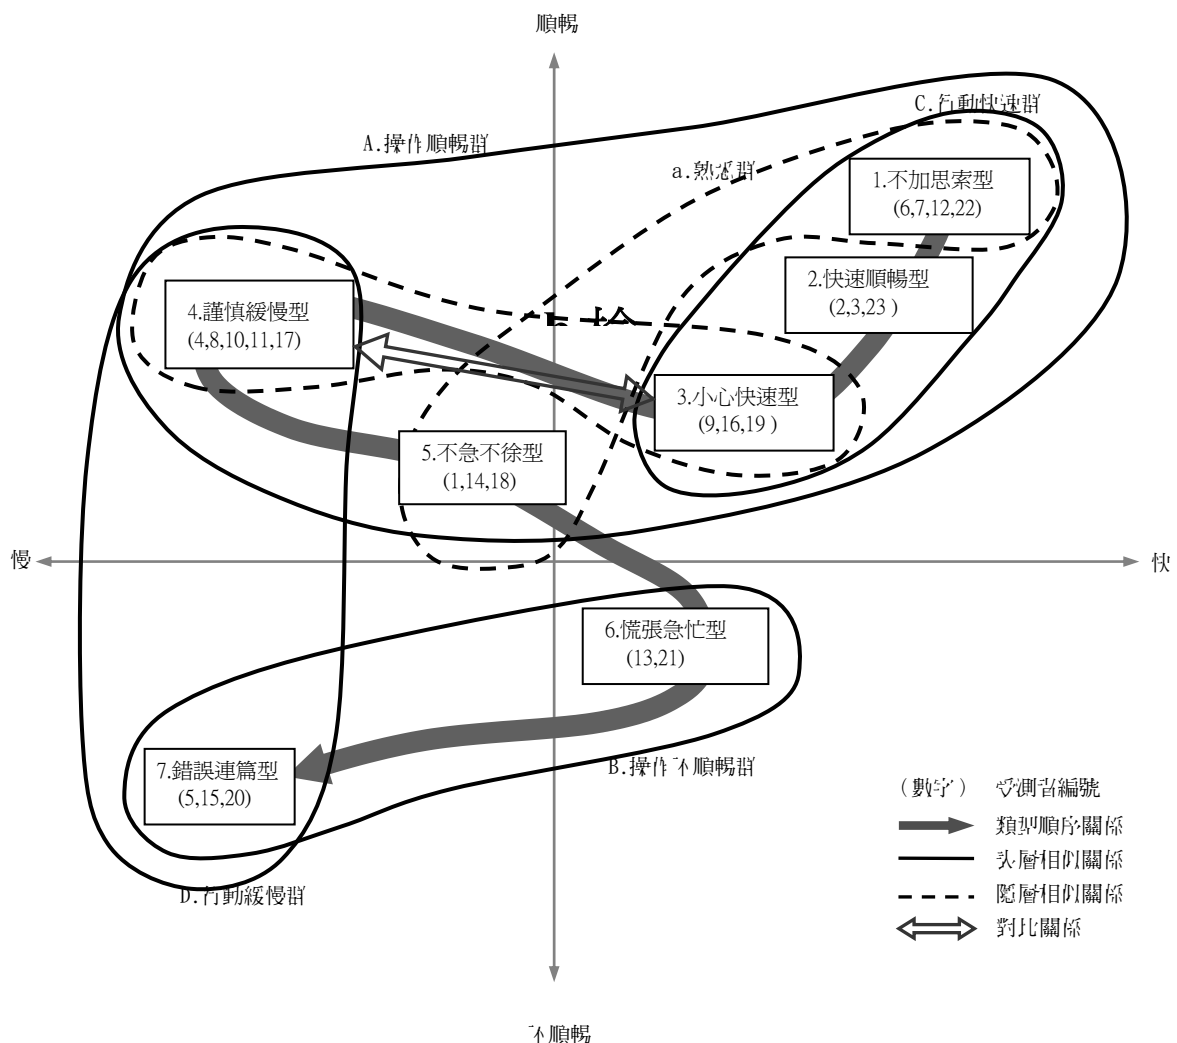 順暢
C.行動快速群
A.操作順暢群
a.熟悉群
1.不加思索型
(6,7,12,22)
2.快速順暢型
(2,3,23 )
4.謹慎緩慢型
(4,8,10,11,17)
3.小心快速型
(9,16,19 )
5.不急不徐型
(1,14,18)
慢
快
6.慌張急忙型
(13,21)
7.錯誤連篇型
(5,15,20)
B.操作不順暢群
D.行動緩慢群
（數字） 受測者編號
類型順序關係
表層相似關係
隱層相似關係
對比關係
不順暢